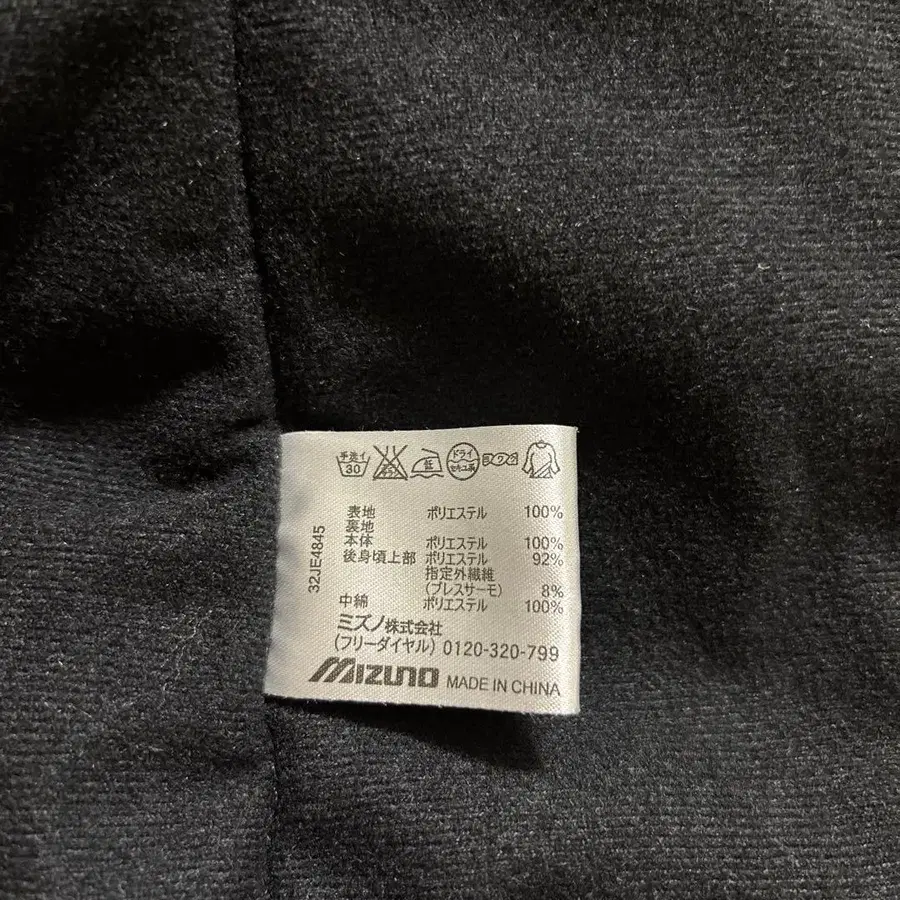 手洗イ
30
低
ドライ
セキユ系
32JE4845
表地 ポリエステル 100%
裏地
本体 ポリエステル 100%
後身頃上部 ポリエステル 92%
指定外繊維
(ブレスサーモ) 8%
中綿 ポリエステル 100%
ミズノ株式会社
(フリーダイヤル) 0120-320-799
MIZUNO MADE IN CHINA